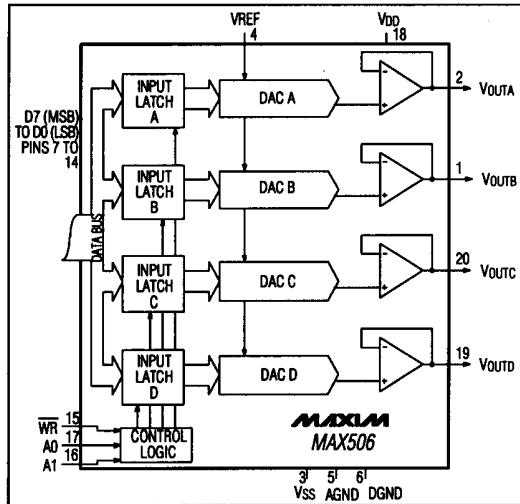 VREF
4
VDD
18
INPUT
LATCH
A
DAC A
2
VOUTA
D7 (MSB)
TO D0 (LSB)
PINS 7 TO
14
INPUT
LATCH
B
DAC B
1
VOUTB
DATA BUS
INPUT
LATCH
C
DAC C
20
VOUTC
INPUT
LATCH
D
DAC D
19
VOUTD
WR
15
A0
17
A1
16
CONTROL
LOGIC
MAXIM
MAX506
3
VSS
5
AGND
6
DGND